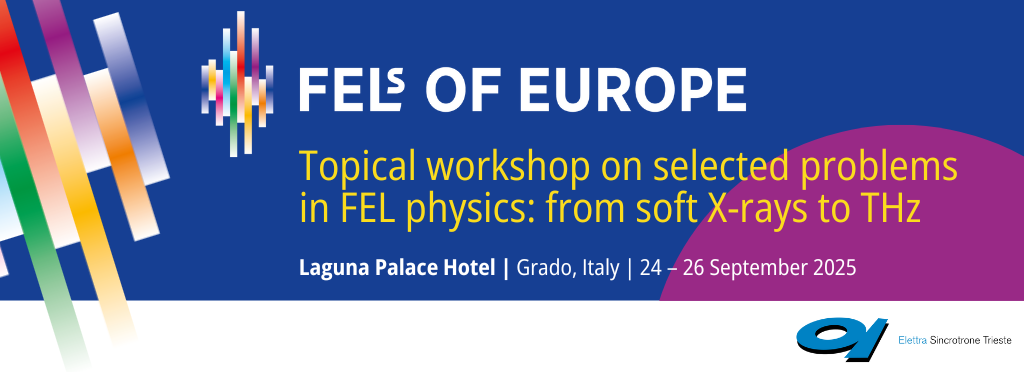 FELs OF EUROPE
Topical workshop on selected problems
in FEL physics: from soft X-rays to THz
Laguna Palace Hotel | Grado, Italy | 24 – 26 September 2025
Elettra Sincrotrone Trieste